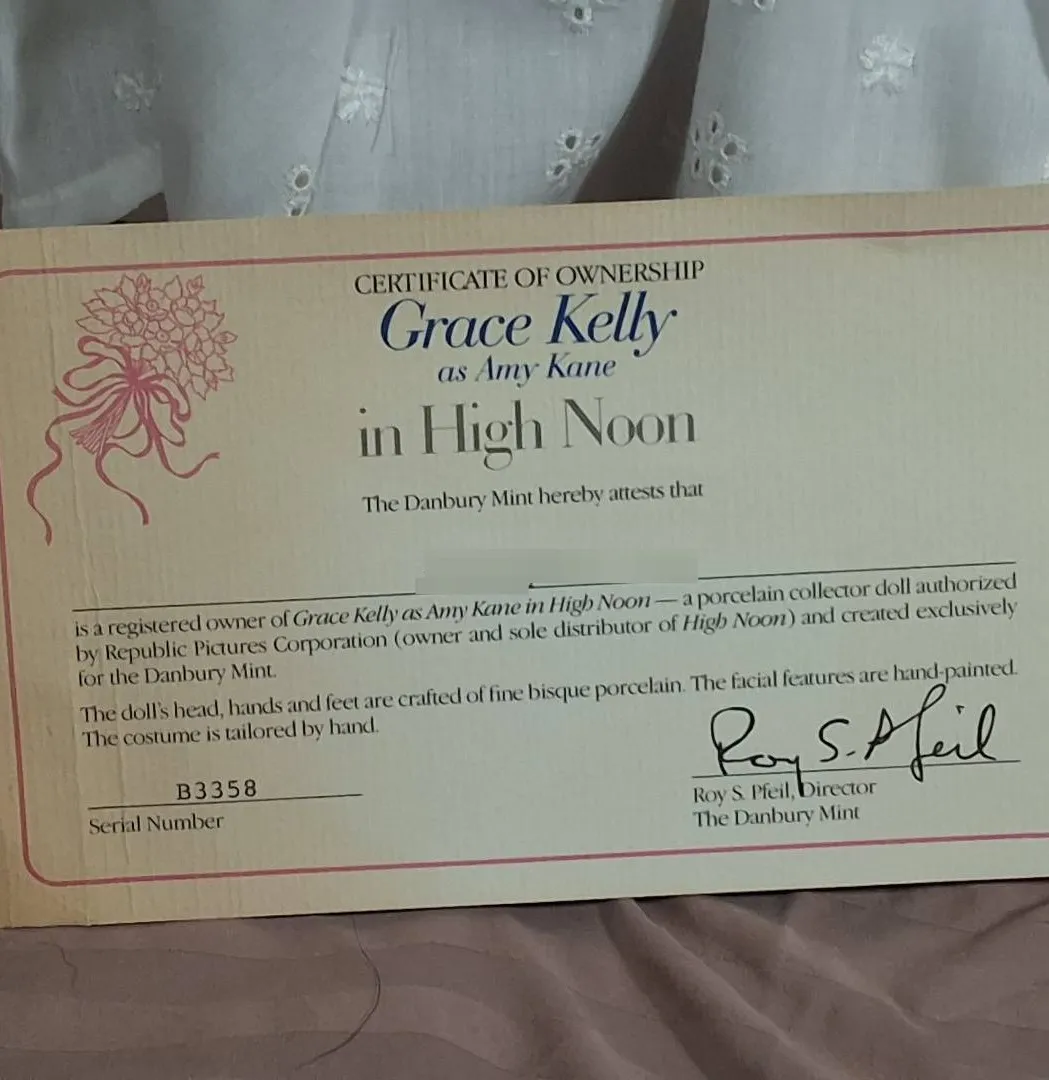 CERTIFICATE OF OWNERSHIP
Grace Kelly
as Amy Kane
in High Noon
The Danbury Mint hereby attests that
is a registered owner of Grace Kelly as Amy Kane in High Noon — a porcelain collector doll authorized
by Republic Pictures Corporation (owner and sole distributor of High Noon) and created exclusively
for the Danbury Mint.
The doll's head, hands and feet are crafted of fine bisque porcelain. The facial features are hand-painted.
The costume is tailored by hand.
Roy S. Pfeil
B3358
Serial Number
Roy S. Pfeil, Director
The Danbury Mint